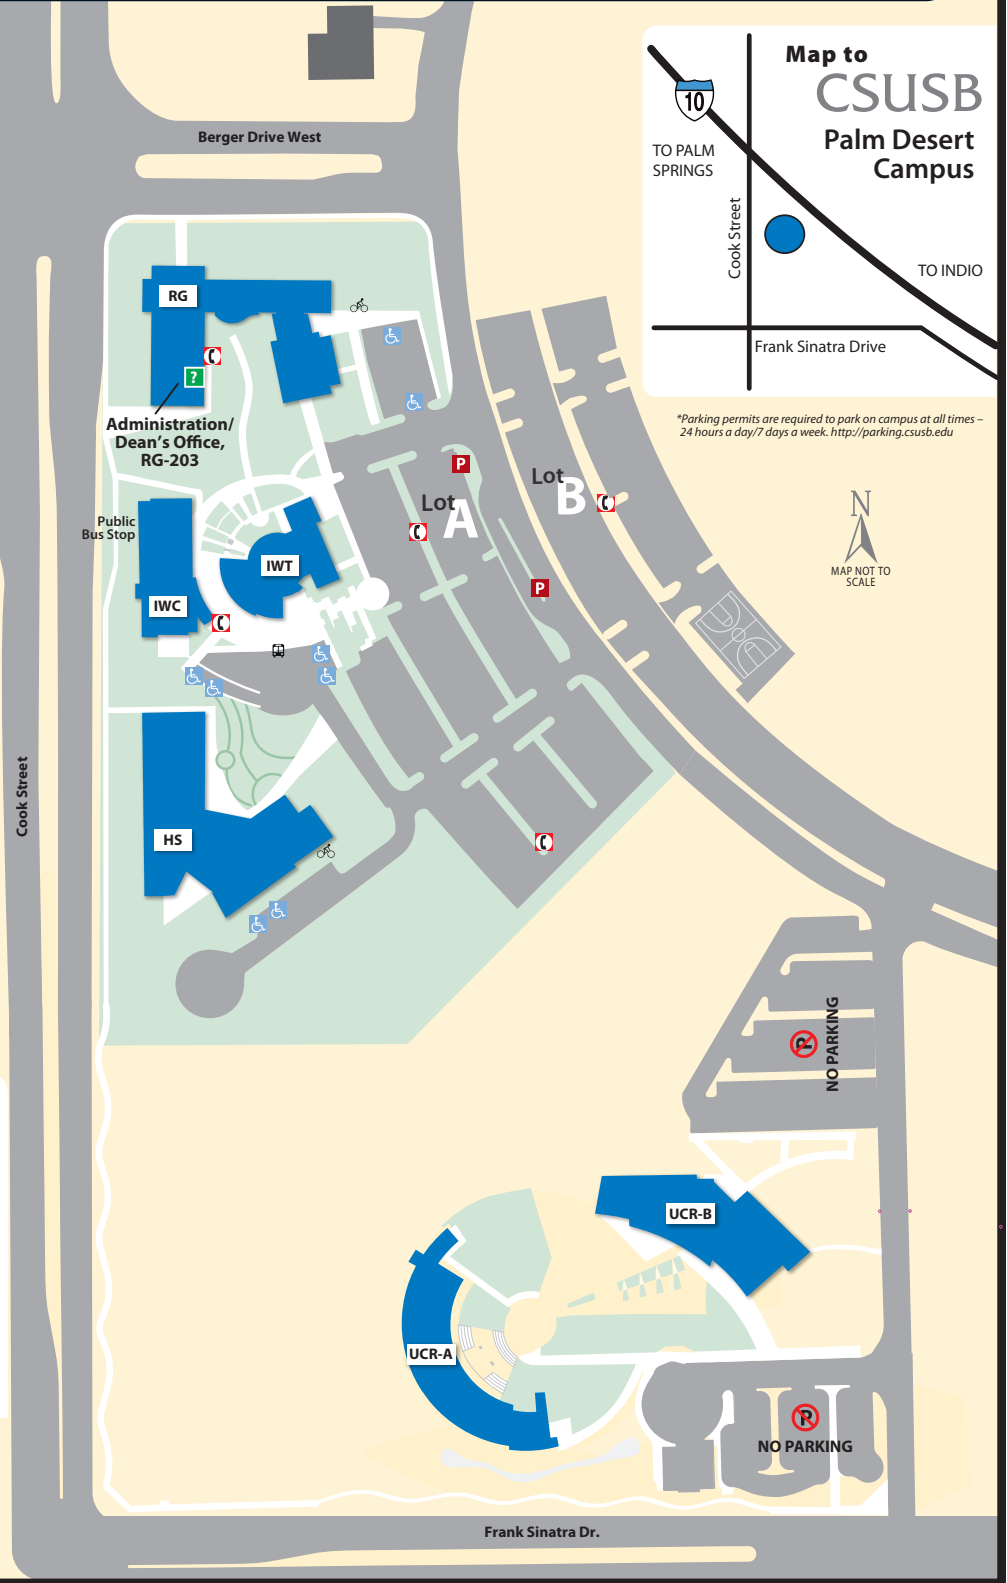 Map to
CSUSB
Palm Desert
Campus
10
TO PALM
SPRINGS
Cook Street
TO INDIO
Frank Sinatra Drive
*Parking permits are required to park on campus at all times –
24 hours a day/7 days a week. http://parking.csusb.edu
Berger Drive West
RG
?
Administration/
Dean's Office,
RG-203
P
Lot A
Lot B
N
MAP NOT TO
SCALE
Public
Bus Stop
IWT
P
IWC
Cook Street
HS
P
NO PARKING
UCR-B
UCR-A
P
NO PARKING
Frank Sinatra Dr.